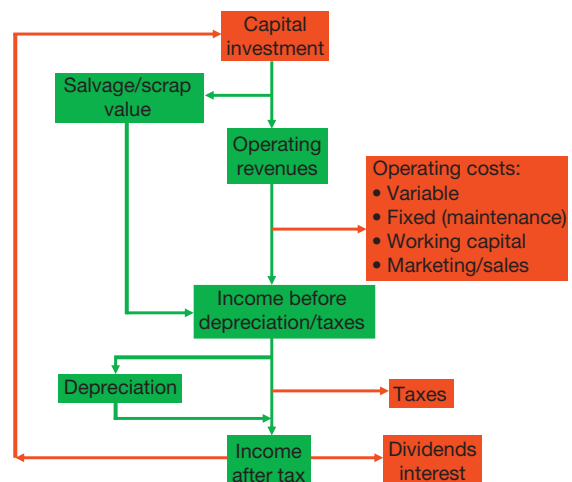 Capital
investment
Salvage/scrap
value
Operating
revenues
Operating costs:
• Variable
• Fixed (maintenance)
• Working capital
• Marketing/sales
Income before
depreciation/taxes
Depreciation
Taxes
Income
after tax
Dividends
interest